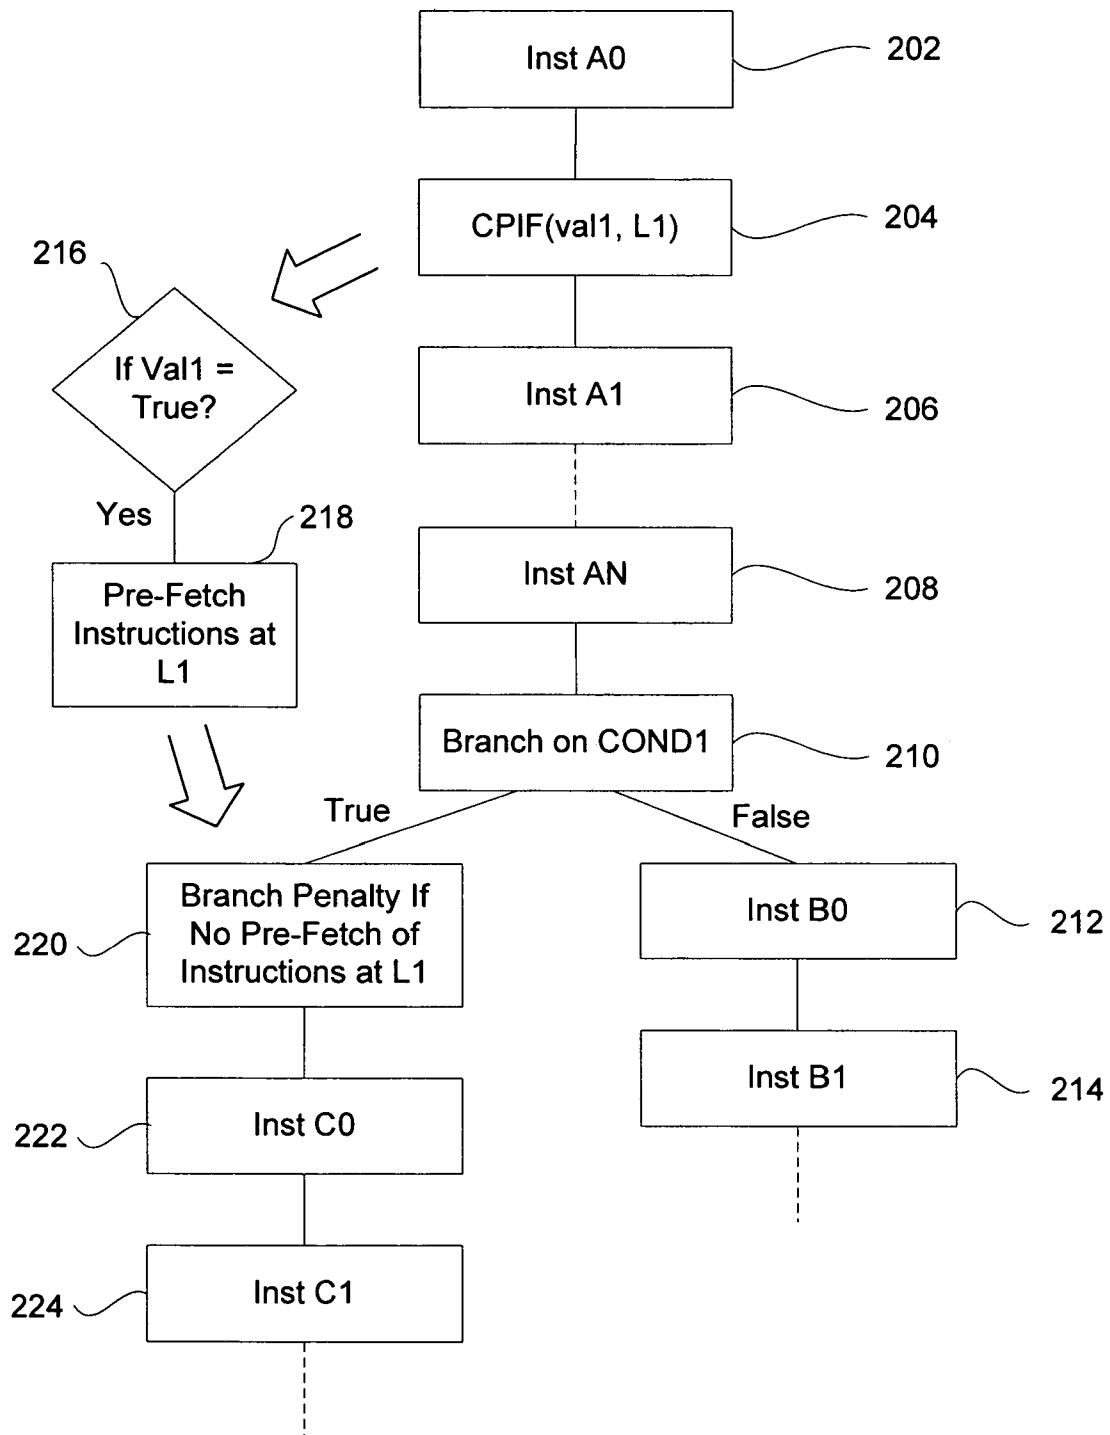 Inst A0
202
CPIF(val1, L1)
204
216
If Val1 =
True?
Inst A1
206
Yes
218
Pre-Fetch
Instructions at
L1
Inst AN
208
Branch on COND1
210
True
False
Branch Penalty If
No Pre-Fetch of
Instructions at L1
220
Inst B0
212
Inst B1
214
Inst C0
222
Inst C1
224